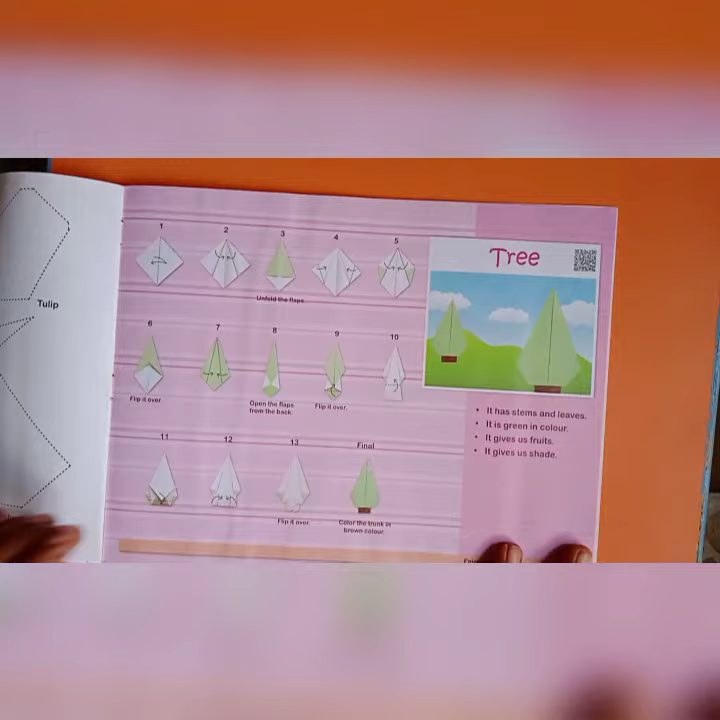 Tulip
1 2 3 4 5
Unfold the flaps
6 7 8 9 10
Flip it over.
Open the flaps
from the back.
Flip it over.
11 12 13 Final
Flip it over.
Color the trunk in
brown colour.
Tree
• It has stems and leaves.
• It is green in colour.
• It gives us fruits.
• It gives us shade.